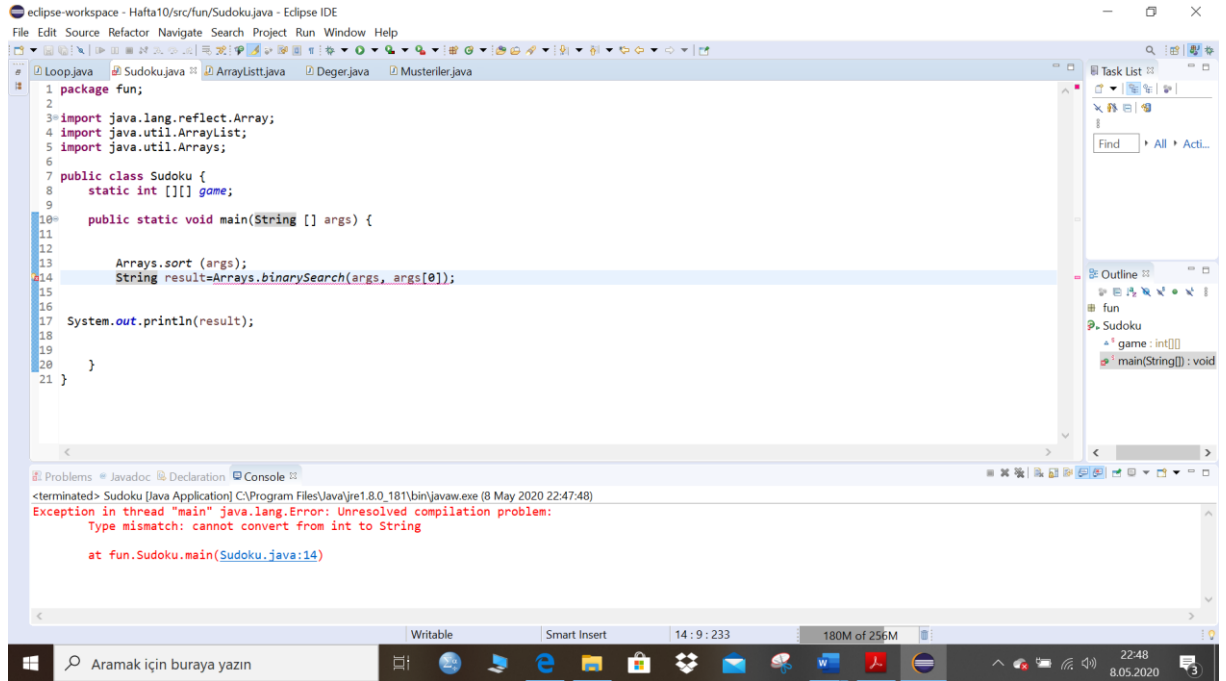 eclipse-workspace - Hafta10/src/fun/Sudoku.java - Eclipse IDE
File Edit Source Refactor Navigate Search Project Run Window Help
Loop.java Sudoku.java ArrayListt.java Deger.java Musteriler.java
1 package fun;
2
3 import java.lang.reflect.Array;
4 import java.util.ArrayList;
5 import java.util.Arrays;
6
7 public class Sudoku {
8 static int [][] game;
9
10 public static void main(String [] args) {
11
12
13 Arrays.sort (args);
14 String result=Arrays.binarySearch(args, args[0]);
15
16
17 System.out.println(result);
18
19
20 }
21 }
Task List
Find All Acti...
Outline
fun
Sudoku
game : int[][]
main(String[]) : void
Problems Javadoc Declaration Console
<terminated> Sudoku [Java Application] C:\Program Files\Java\jre1.8.0_181\bin\javaw.exe (8 May 2020 22:47:48)
Exception in thread "main" java.lang.Error: Unresolved compilation problem:
Type mismatch: cannot convert from int to String
at fun.Sudoku.main(Sudoku.java:14)
Writable Smart Insert 14 : 9 : 233 180M of 256M
Aramak için buraya yazın
22:48
8.05.2020
3